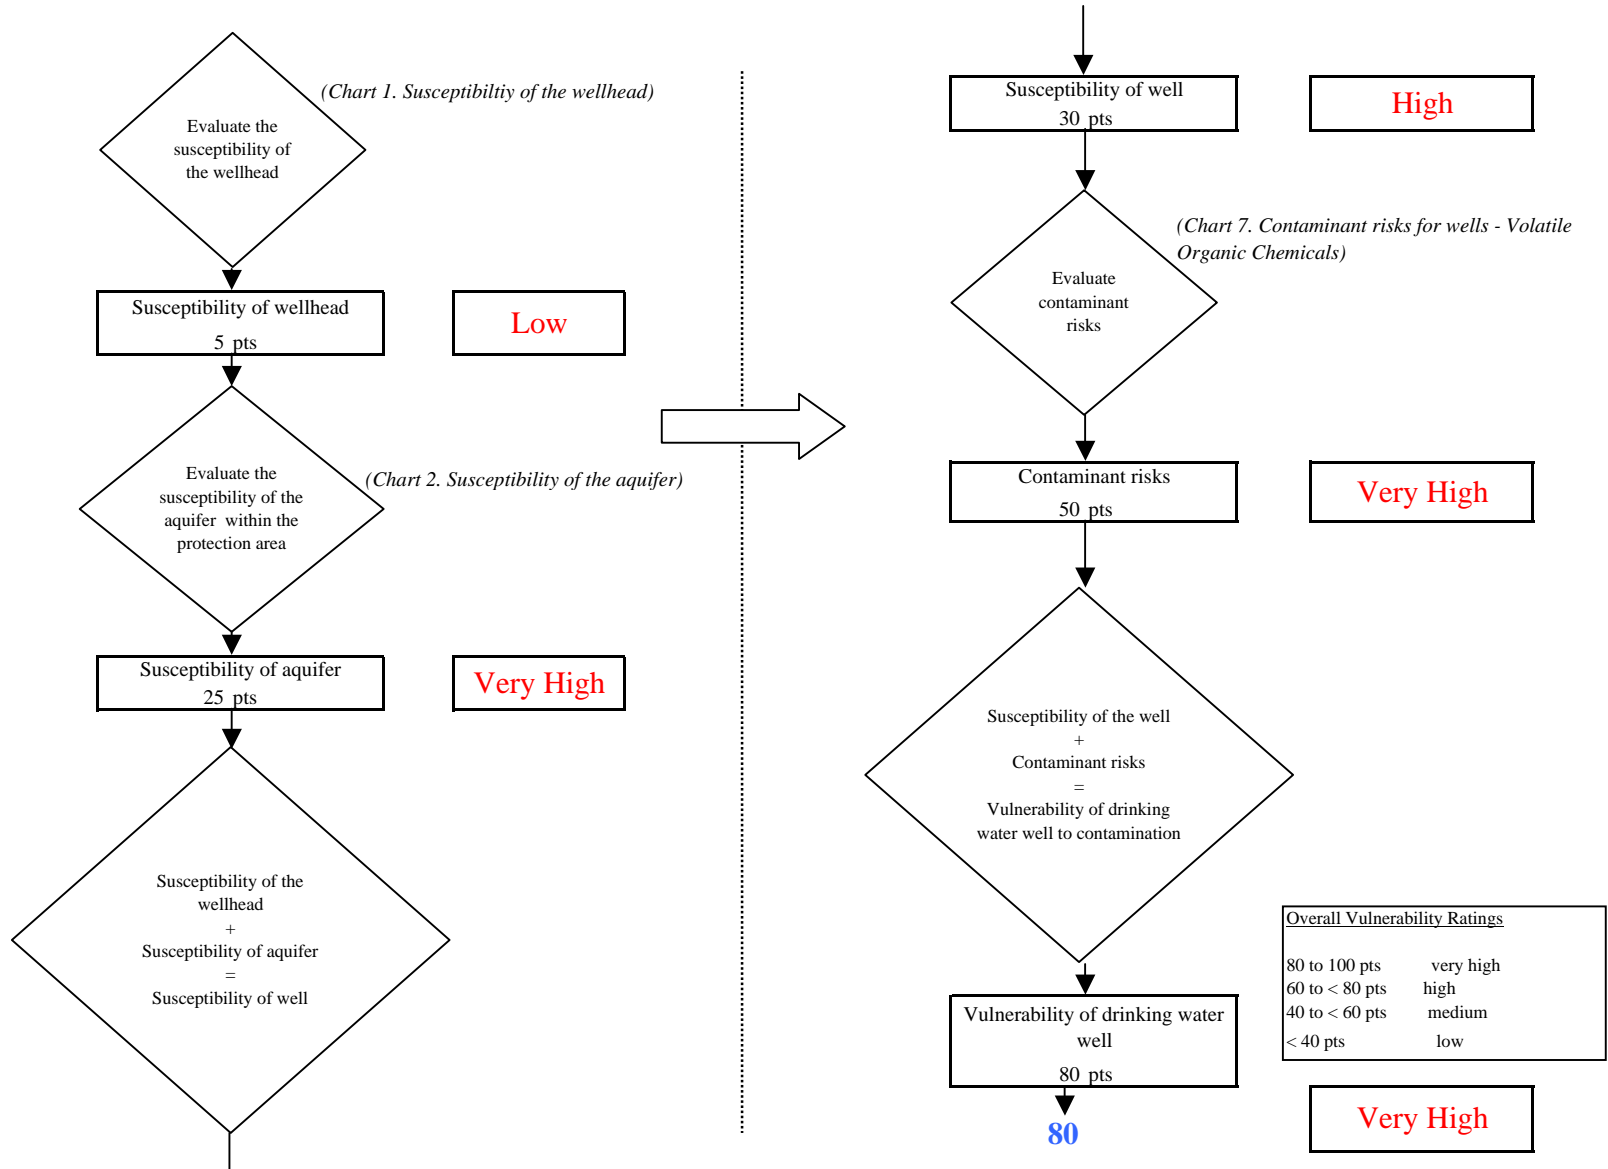 (Chart 1. Susceptibiltiy of the wellhead)
Evaluate the
susceptibility of
the wellhead
Susceptibility of wellhead
5 pts
Low
Evaluate the
susceptibility of the
aquifer within the
protection area
(Chart 2. Susceptibility of the aquifer)
Susceptibility of aquifer
25 pts
Very High
Susceptibility of the
wellhead
+
Susceptibility of aquifer
=
Susceptibility of well
Susceptibility of well
30 pts
High
(Chart 7. Contaminant risks for wells - Volatile
Organic Chemicals)
Evaluate
contaminant
risks
Contaminant risks
50 pts
Very High
Susceptibility of the well
+
Contaminant risks
=
Vulnerability of drinking
water well to contamination
Overall Vulnerability Ratings
80 to 100 pts very high
60 to < 80 pts high
40 to < 60 pts medium
< 40 pts low
Vulnerability of drinking water
well
80 pts
80
Very High